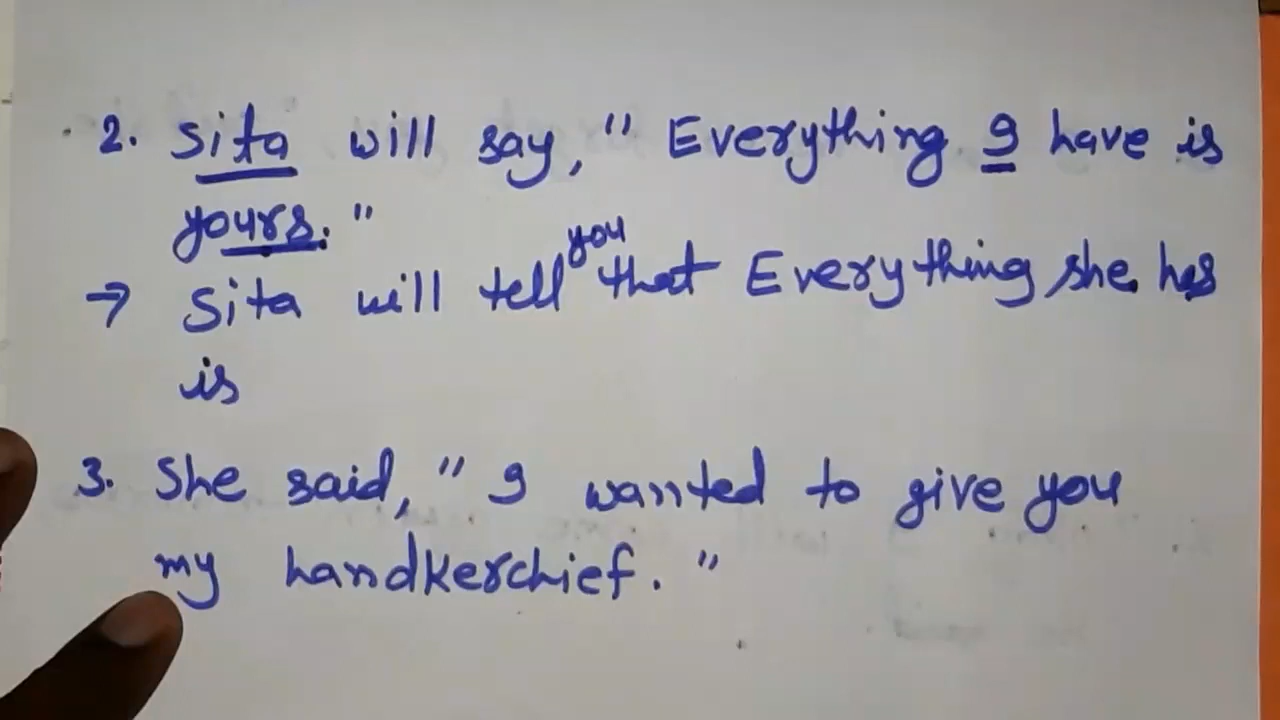 2. Sita will say, " Everything I have is
yours. "
you
→ Sita will tell that Everything she has
is
3. She said, " I wanted to give you
my handkerchief. "